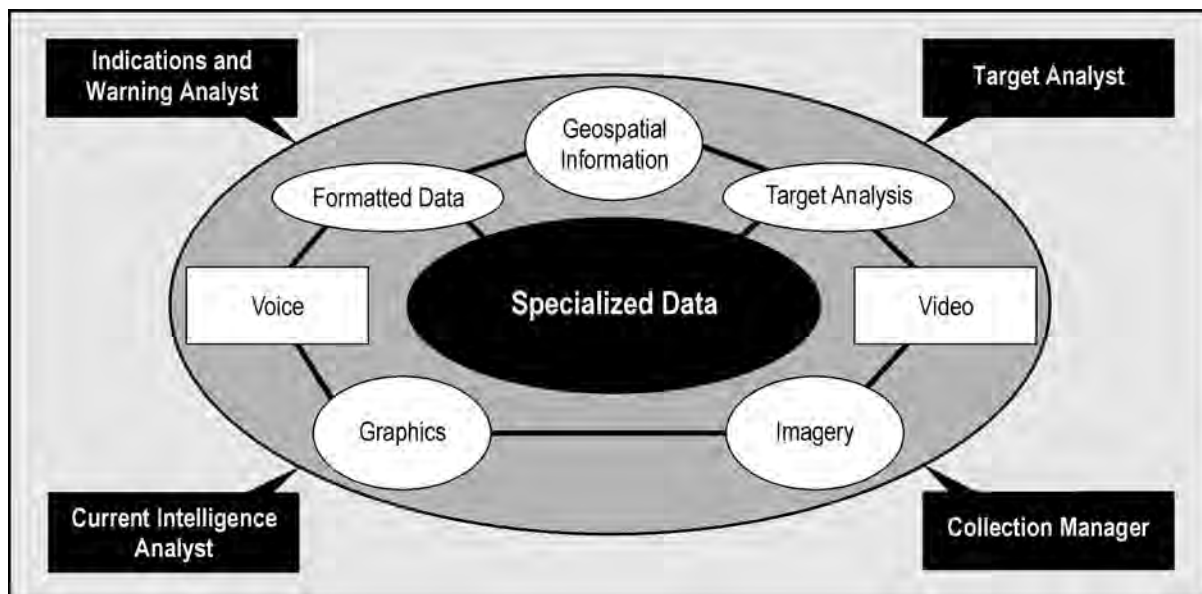 Indications and
Warning Analyst
Target Analyst
Geospatial
Information
Formatted Data
Target Analysis
Voice
Specialized Data
Video
Graphics
Imagery
Current Intelligence
Analyst
Collection Manager